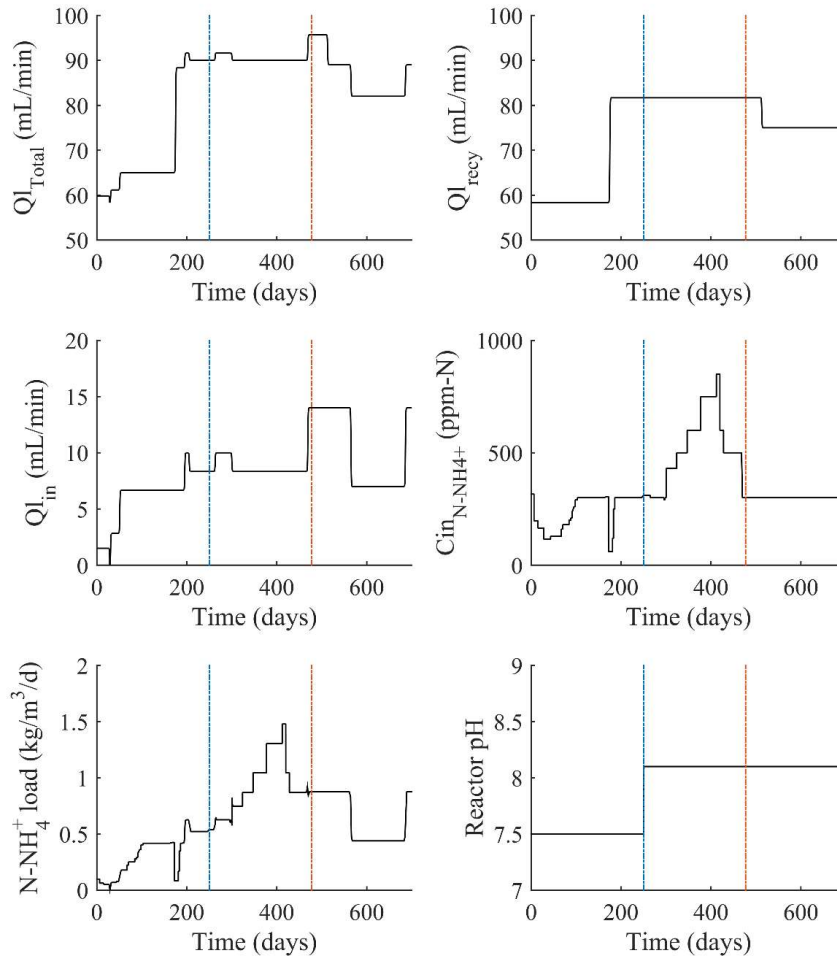 Ql_Total (mL/min)
100
90
80
70
60
50
0 200 400 600
Time (days)
Ql_recy (mL/min)
100
90
80
70
60
50
0 200 400 600
Time (days)
Ql_in (mL/min)
20
15
10
5
0
0 200 400 600
Time (days)
Cin_N-NH4+ (ppm-N)
1000
500
0
0 200 400 600
Time (days)
N-NH₄⁺ load (kg/m³/d)
2
1.5
1
0.5
0
0 200 400 600
Time (days)
Reactor pH
9
8.5
8
7.5
7
0 200 400 600
Time (days)